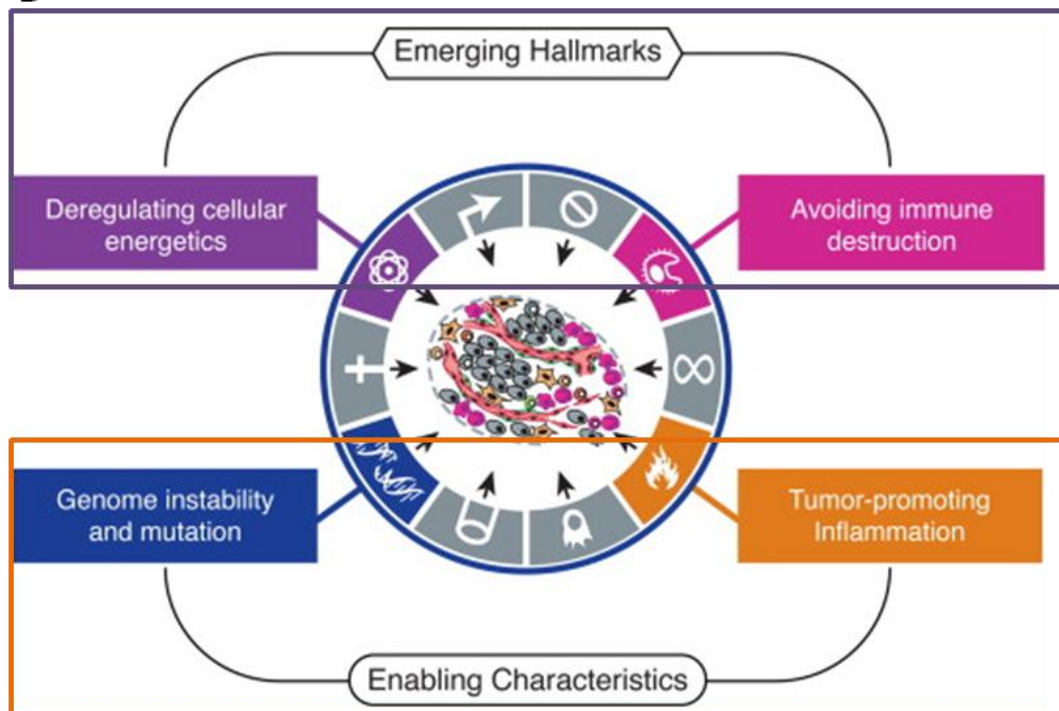 Emerging Hallmarks
Deregulating cellular
energetics
Avoiding immune
destruction
Genome instability
and mutation
Tumor-promoting
Inflammation
Enabling Characteristics